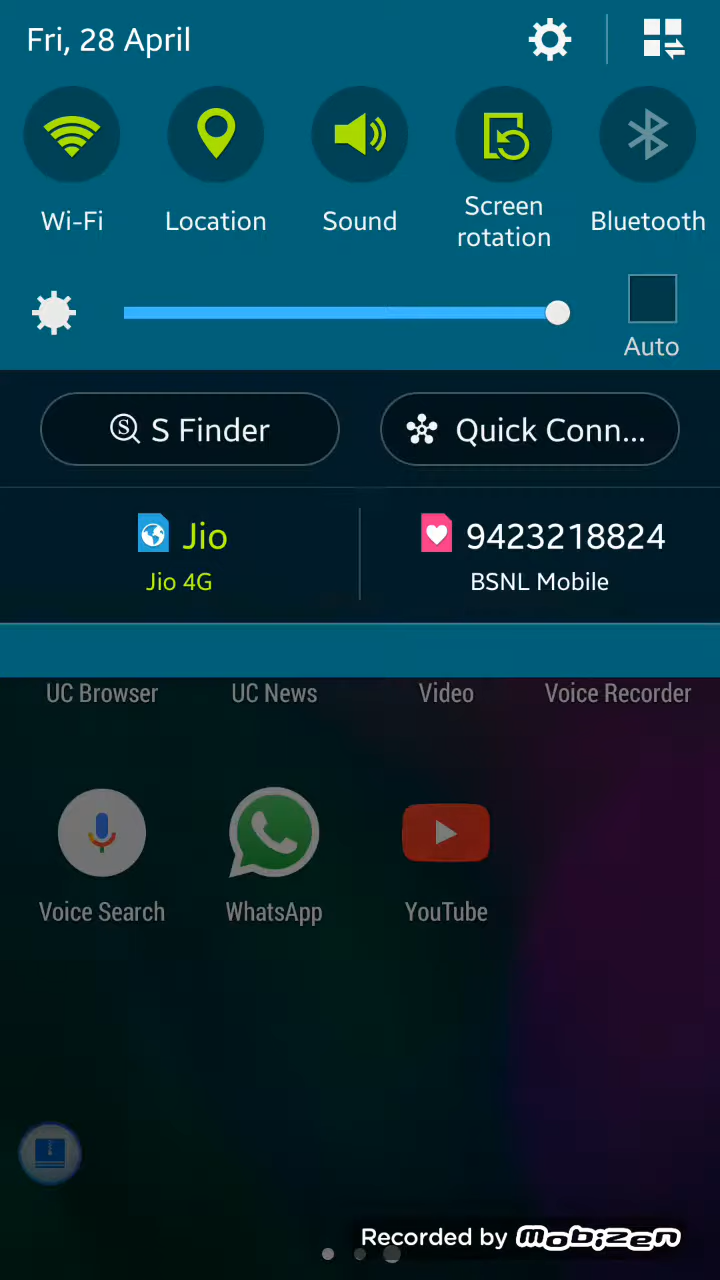 Fri, 28 April
Wi-Fi
Location
Sound
Screen rotation
Bluetooth
Auto
S Finder
Quick Conn...
Jio
Jio 4G
9423218824
BSNL Mobile
UC Browser
UC News
Video
Voice Recorder
Voice Search
WhatsApp
YouTube
Recorded by mobizen